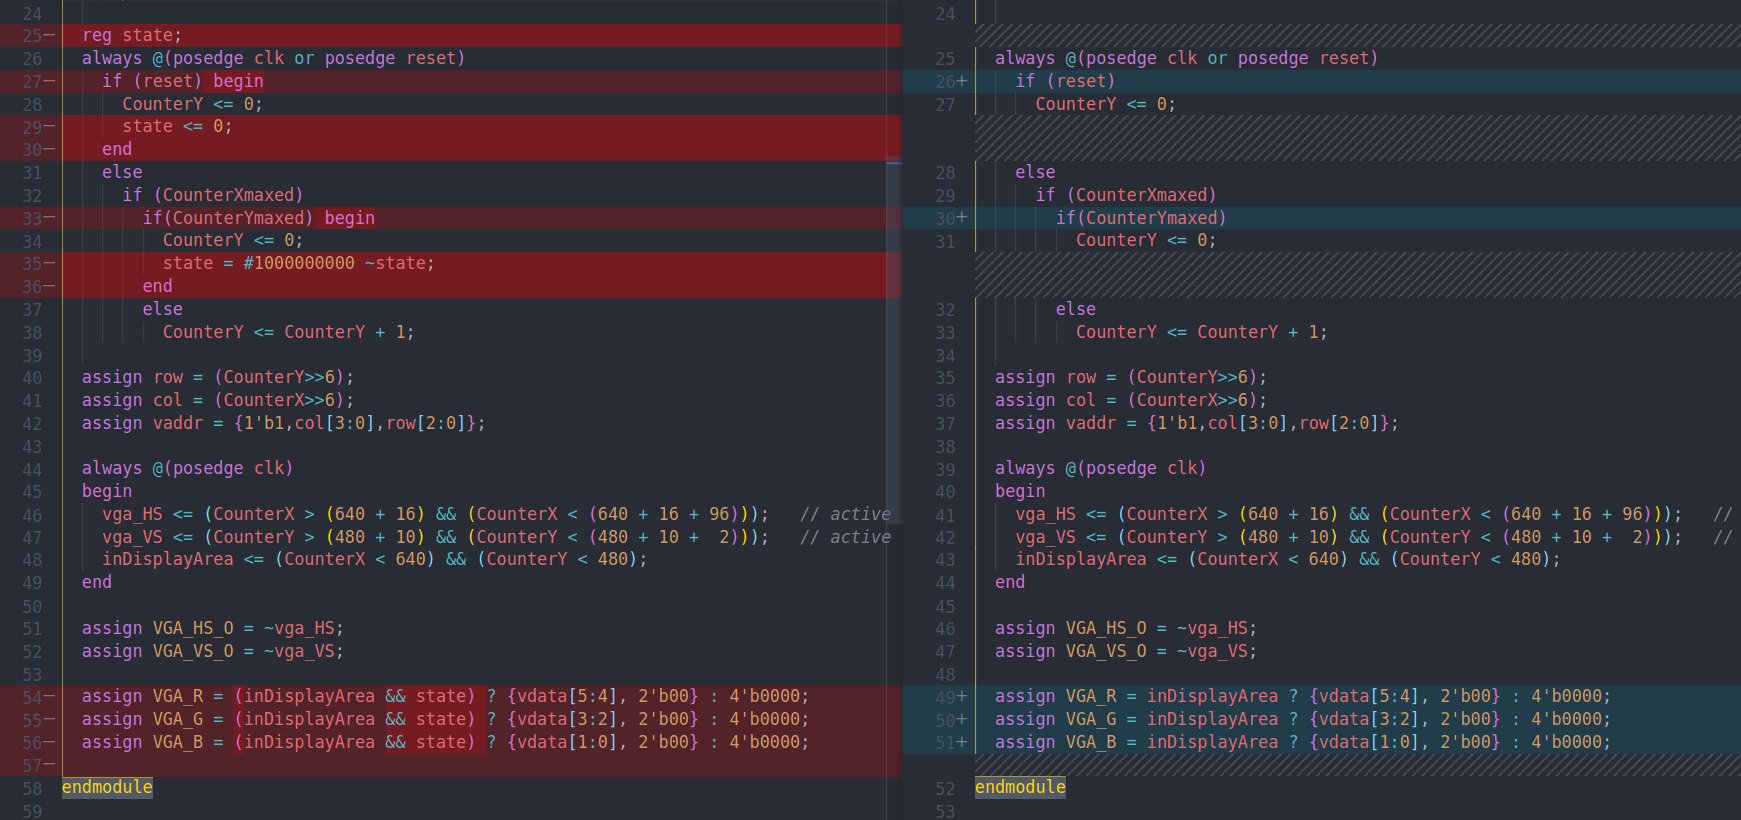 24
25— reg state;
26 always @(posedge clk or posedge reset)
27— if (reset) begin
28 CounterY <= 0;
29— state <= 0;
30— end
31 else
32 if (CounterXmaxed)
33— if(CounterYmaxed) begin
34 CounterY <= 0;
35— state = #1000000000 ~state;
36— end
37 else
38 CounterY <= CounterY + 1;
39
40 assign row = (CounterY>>6);
41 assign col = (CounterX>>6);
42 assign vaddr = {1'b1,col[3:0],row[2:0]};
43
44 always @(posedge clk)
45 begin
46 vga_HS <= (CounterX > (640 + 16) && (CounterX < (640 + 16 + 96)));   // active
47 vga_VS <= (CounterY > (480 + 10) && (CounterY < (480 + 10 +  2)));   // active
48 inDisplayArea <= (CounterX < 640) && (CounterY < 480);
49 end
50
51 assign VGA_HS_O = ~vga_HS;
52 assign VGA_VS_O = ~vga_VS;
53
54— assign VGA_R = (inDisplayArea && state) ? {vdata[5:4], 2'b00} : 4'b0000;
55— assign VGA_G = (inDisplayArea && state) ? {vdata[3:2], 2'b00} : 4'b0000;
56— assign VGA_B = (inDisplayArea && state) ? {vdata[1:0], 2'b00} : 4'b0000;
57—
58 endmodule
59
24
25 always @(posedge clk or posedge reset)
26+ if (reset)
27 CounterY <= 0;
28 else
29 if (CounterXmaxed)
30+ if(CounterYmaxed)
31 CounterY <= 0;
32 else
33 CounterY <= CounterY + 1;
34
35 assign row = (CounterY>>6);
36 assign col = (CounterX>>6);
37 assign vaddr = {1'b1,col[3:0],row[2:0]};
38
39 always @(posedge clk)
40 begin
41 vga_HS <= (CounterX > (640 + 16) && (CounterX < (640 + 16 + 96)));   //
42 vga_VS <= (CounterY > (480 + 10) && (CounterY < (480 + 10 +  2)));   //
43 inDisplayArea <= (CounterX < 640) && (CounterY < 480);
44 end
45
46 assign VGA_HS_O = ~vga_HS;
47 assign VGA_VS_O = ~vga_VS;
48
49+ assign VGA_R = inDisplayArea ? {vdata[5:4], 2'b00} : 4'b0000;
50+ assign VGA_G = inDisplayArea ? {vdata[3:2], 2'b00} : 4'b0000;
51+ assign VGA_B = inDisplayArea ? {vdata[1:0], 2'b00} : 4'b0000;
52 endmodule
53